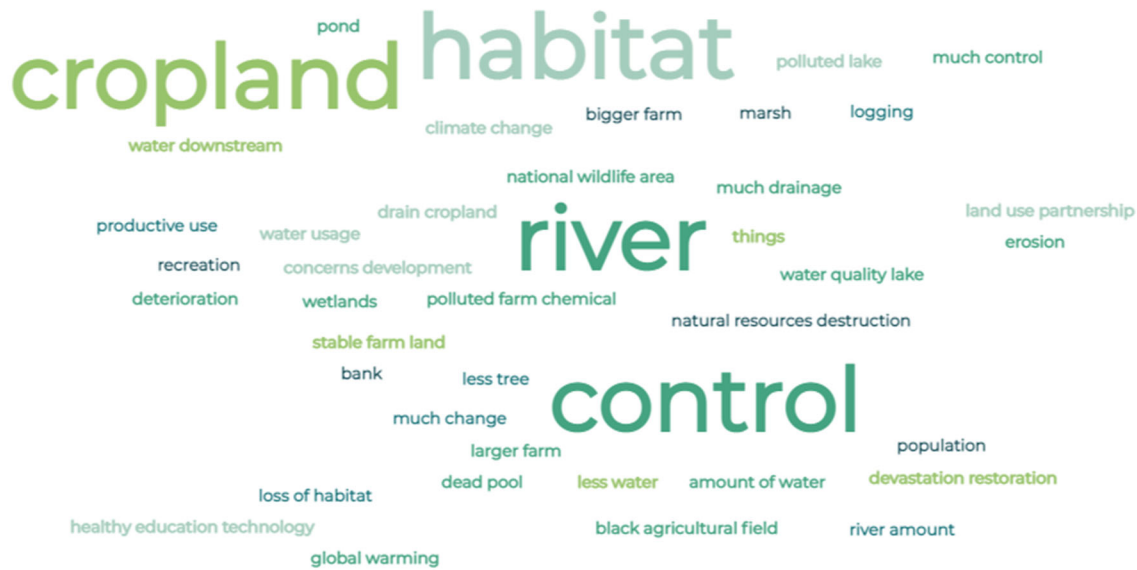 pond
cropland
habitat
polluted lake
much control
bigger farm
marsh
logging
climate change
water downstream
national wildlife area
much drainage
drain cropland
land use partnership
productive use
water usage
river
things
erosion
recreation
concerns development
water quality lake
deterioration
wetlands
polluted farm chemical
natural resources destruction
stable farm land
bank
less tree
control
much change
larger farm
population
dead pool
less water
amount of water
devastation restoration
loss of habitat
healthy education technology
black agricultural field
river amount
global warming